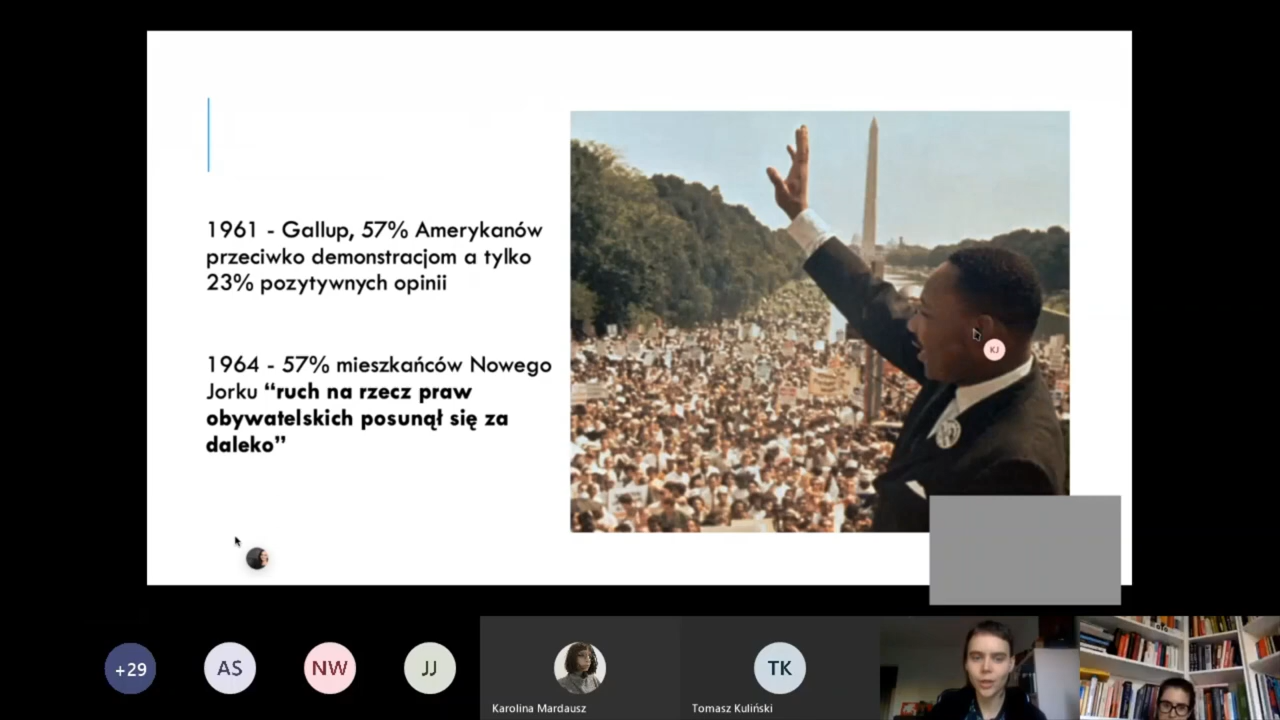 1961 - Gallup, 57% Amerykanów
przeciwko demonstracjom a tylko
23% pozytywnych opinii
1964 - 57% mieszkańców Nowego
Jorku “ruch na rzecz praw
obywatelskich posunął się za
daleko”
KJ
+29
AS
NW
JJ
TK
Karolina Mardausz
Tomasz Kuliński